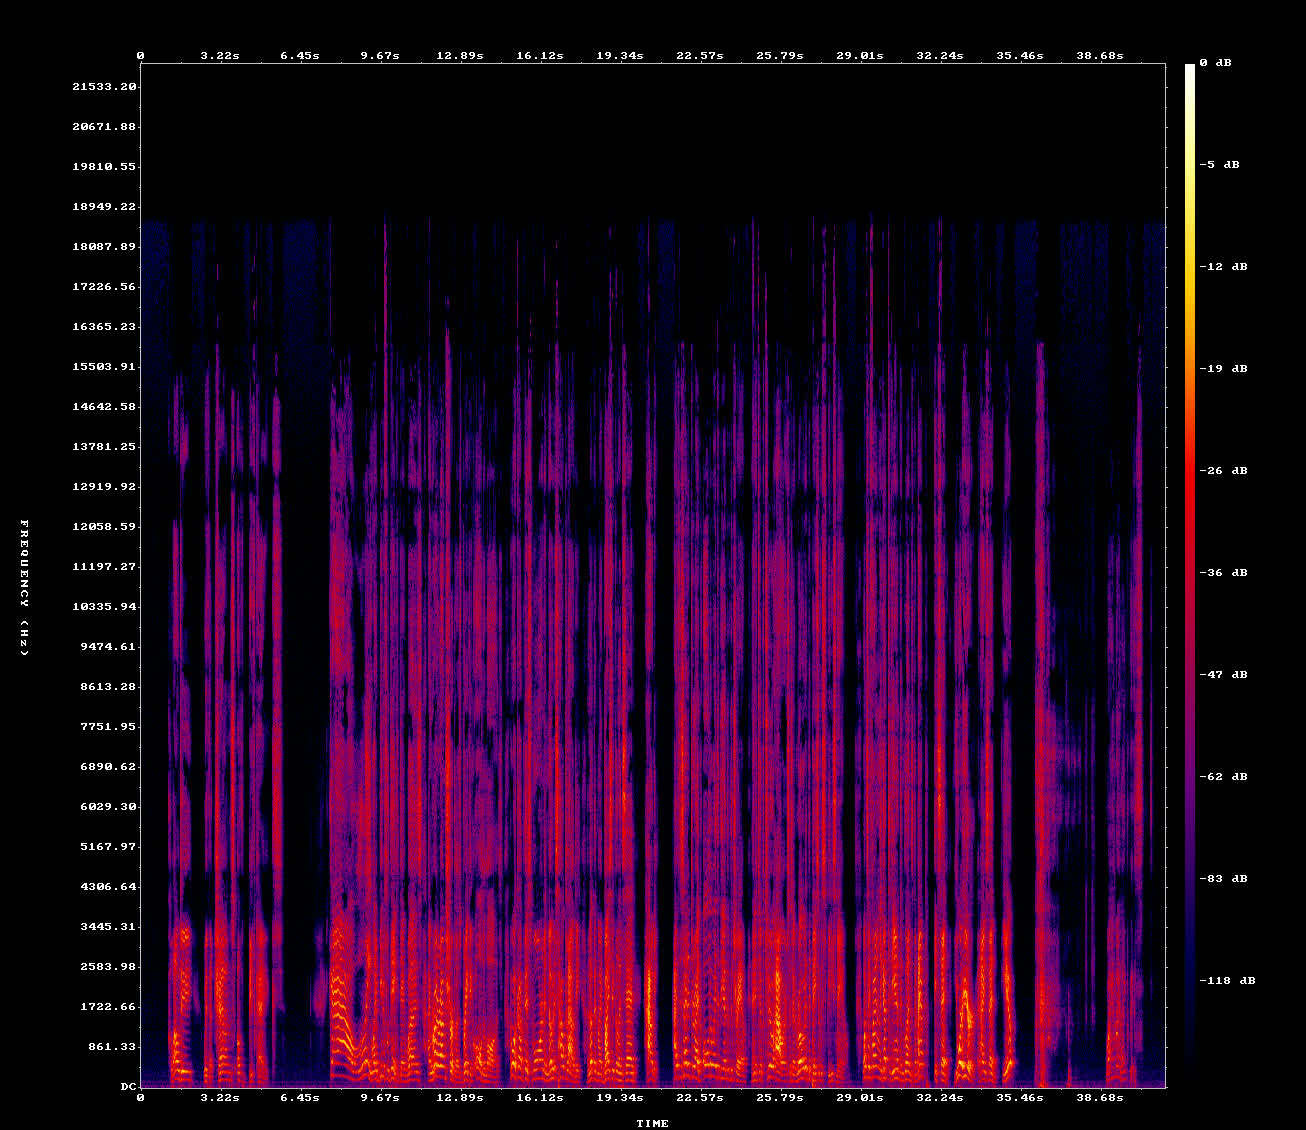 0 3.22s 6.45s 9.67s 12.89s 16.12s 19.34s 22.57s 25.79s 29.01s 32.24s 35.46s 38.68s
21533.20
20671.88
19810.55
18949.22
18087.89
17226.56
16365.23
15503.91
14642.58
13781.25
12919.92
12058.59
11197.27
10335.94
9474.61
8613.28
7751.95
6890.62
6029.30
5167.97
4306.64
3445.31
2583.98
1722.66
861.33
DC
FREQUENCY (Hz)
0 3.22s 6.45s 9.67s 12.89s 16.12s 19.34s 22.57s 25.79s 29.01s 32.24s 35.46s 38.68s
TIME
0 dB
-5 dB
-12 dB
-19 dB
-26 dB
-36 dB
-47 dB
-62 dB
-83 dB
-118 dB